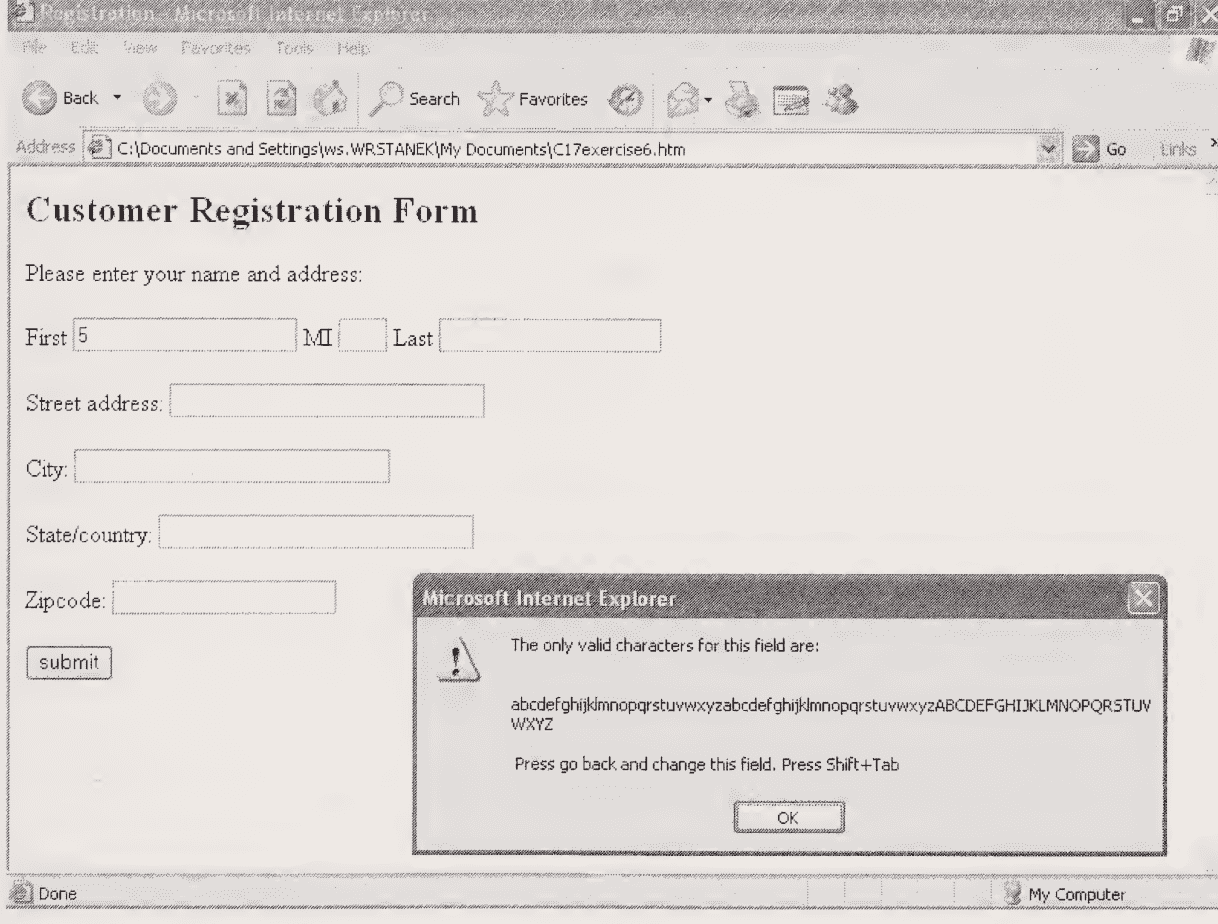 Registration - Microsoft Internet Explorer
File Edit View Favorites Tools Help
Back Search Favorites
Address C:\Documents and Settings\ws.WRSTANEK\My Documents\C17exercise6.htm Go Links
Customer Registration Form
Please enter your name and address:
First 5 MI Last
Street address:
City:
State/country:
Zipcode:
submit
Microsoft Internet Explorer
The only valid characters for this field are:
abcdefghijklmnopqrstuvwxyzabcdefghijklmnopqrstuvwxyzABCDEFGHIJKLMNOPQRSTUV
WXYZ
Press go back and change this field. Press Shift+Tab
OK
Done My Computer